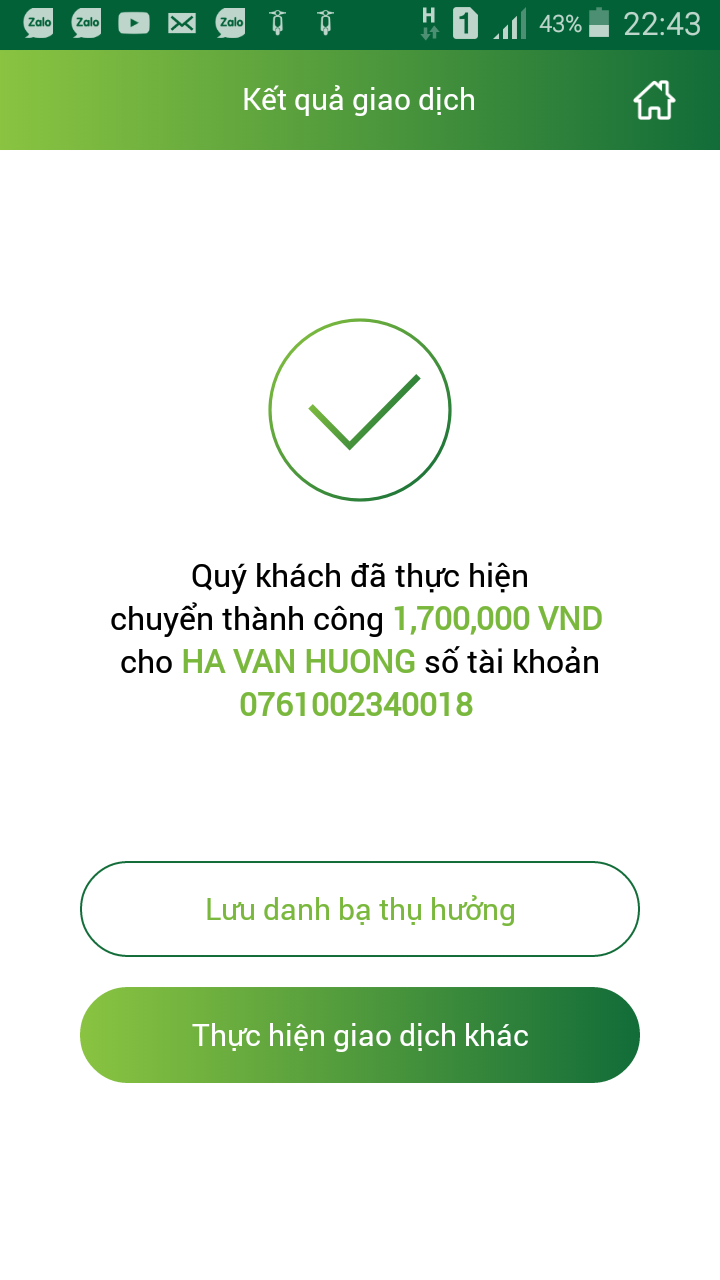 Zalo Zalo Zalo H 1 43% 22:43
Kết quả giao dịch
Quý khách đã thực hiện
chuyển thành công 1,700,000 VND
cho HA VAN HUONG số tài khoản
0761002340018
Lưu danh bạ thụ hưởng
Thực hiện giao dịch khác